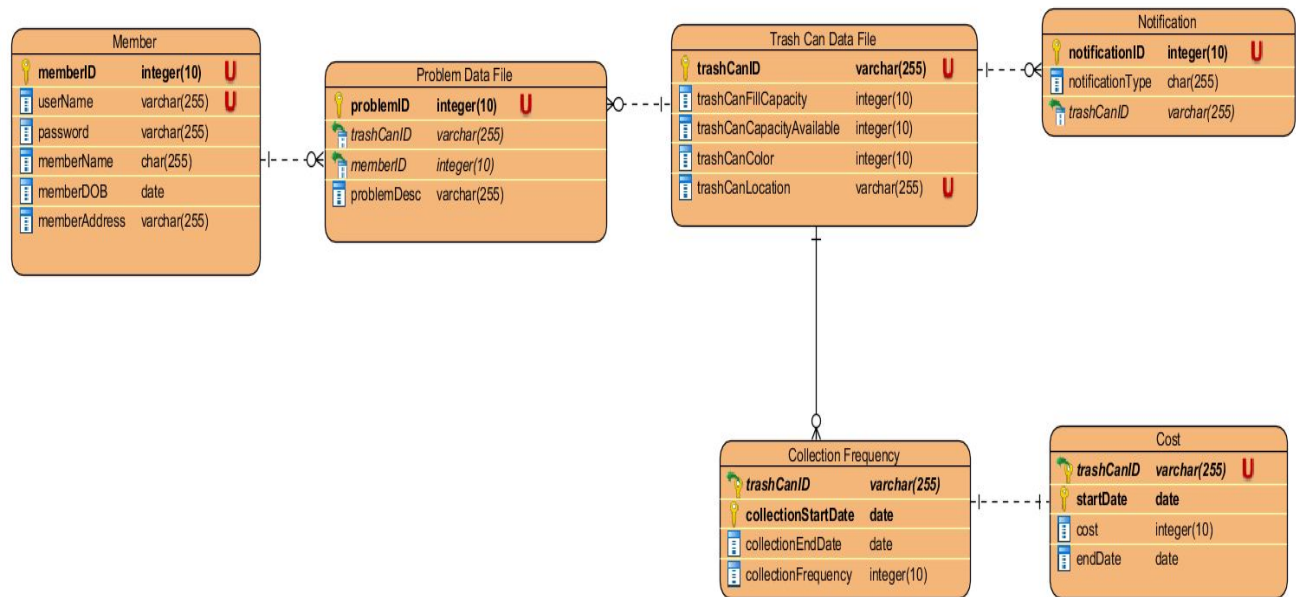 Member
memberID integer(10) U
userName varchar(255) U
password varchar(255)
memberName char(255)
memberDOB date
memberAddress varchar(255)
Problem Data File
problemID integer(10) U
trashCanID varchar(255)
memberID integer(10)
problemDesc varchar(255)
Trash Can Data File
trashCanID varchar(255) U
trashCanFillCapacity integer(10)
trashCanCapacityAvailable integer(10)
trashCanColor integer(10)
trashCanLocation varchar(255) U
Notification
notificationID integer(10) U
notificationType char(255)
trashCanID varchar(255)
Collection Frequency
trashCanID varchar(255)
collectionStartDate date
collectionEndDate date
collectionFrequency integer(10)
Cost
trashCanID varchar(255) U
startDate date
cost integer(10)
endDate date